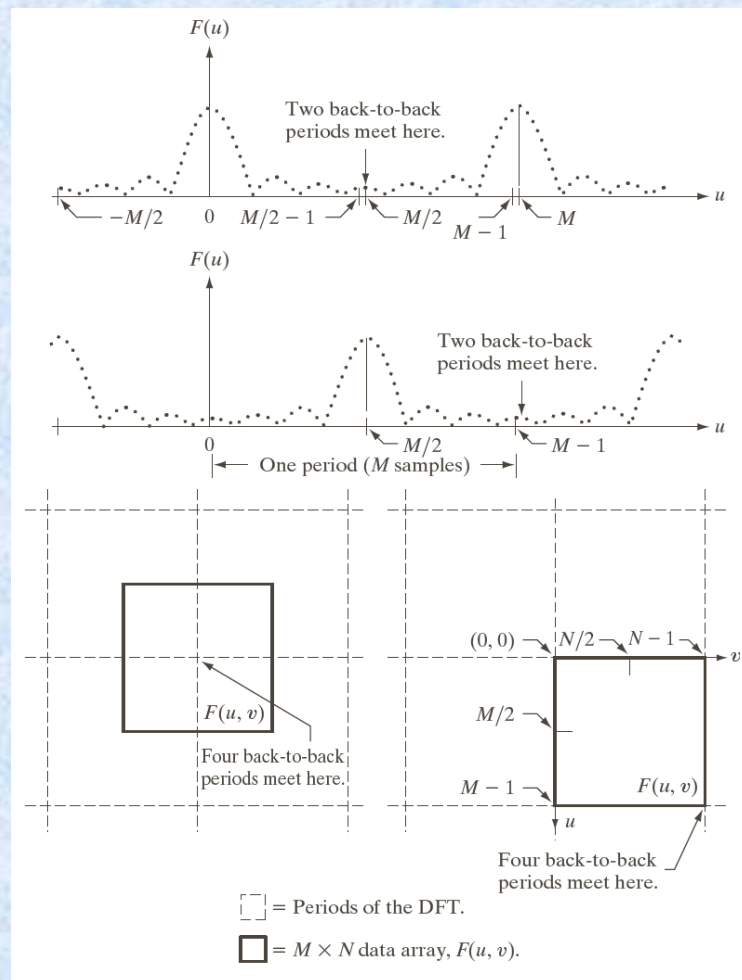 F(u)
Two back-to-back
periods meet here.
u
−M/2
0
M/2 − 1
M/2
M − 1
M
F(u)
Two back-to-back
periods meet here.
u
0
M/2
M − 1
One period (M samples)
F(u, v)
Four back-to-back
periods meet here.
(0, 0)
N/2
N − 1
v
M/2
M − 1
F(u, v)
u
Four back-to-back
periods meet here.
= Periods of the DFT.
= M × N data array, F(u, v).